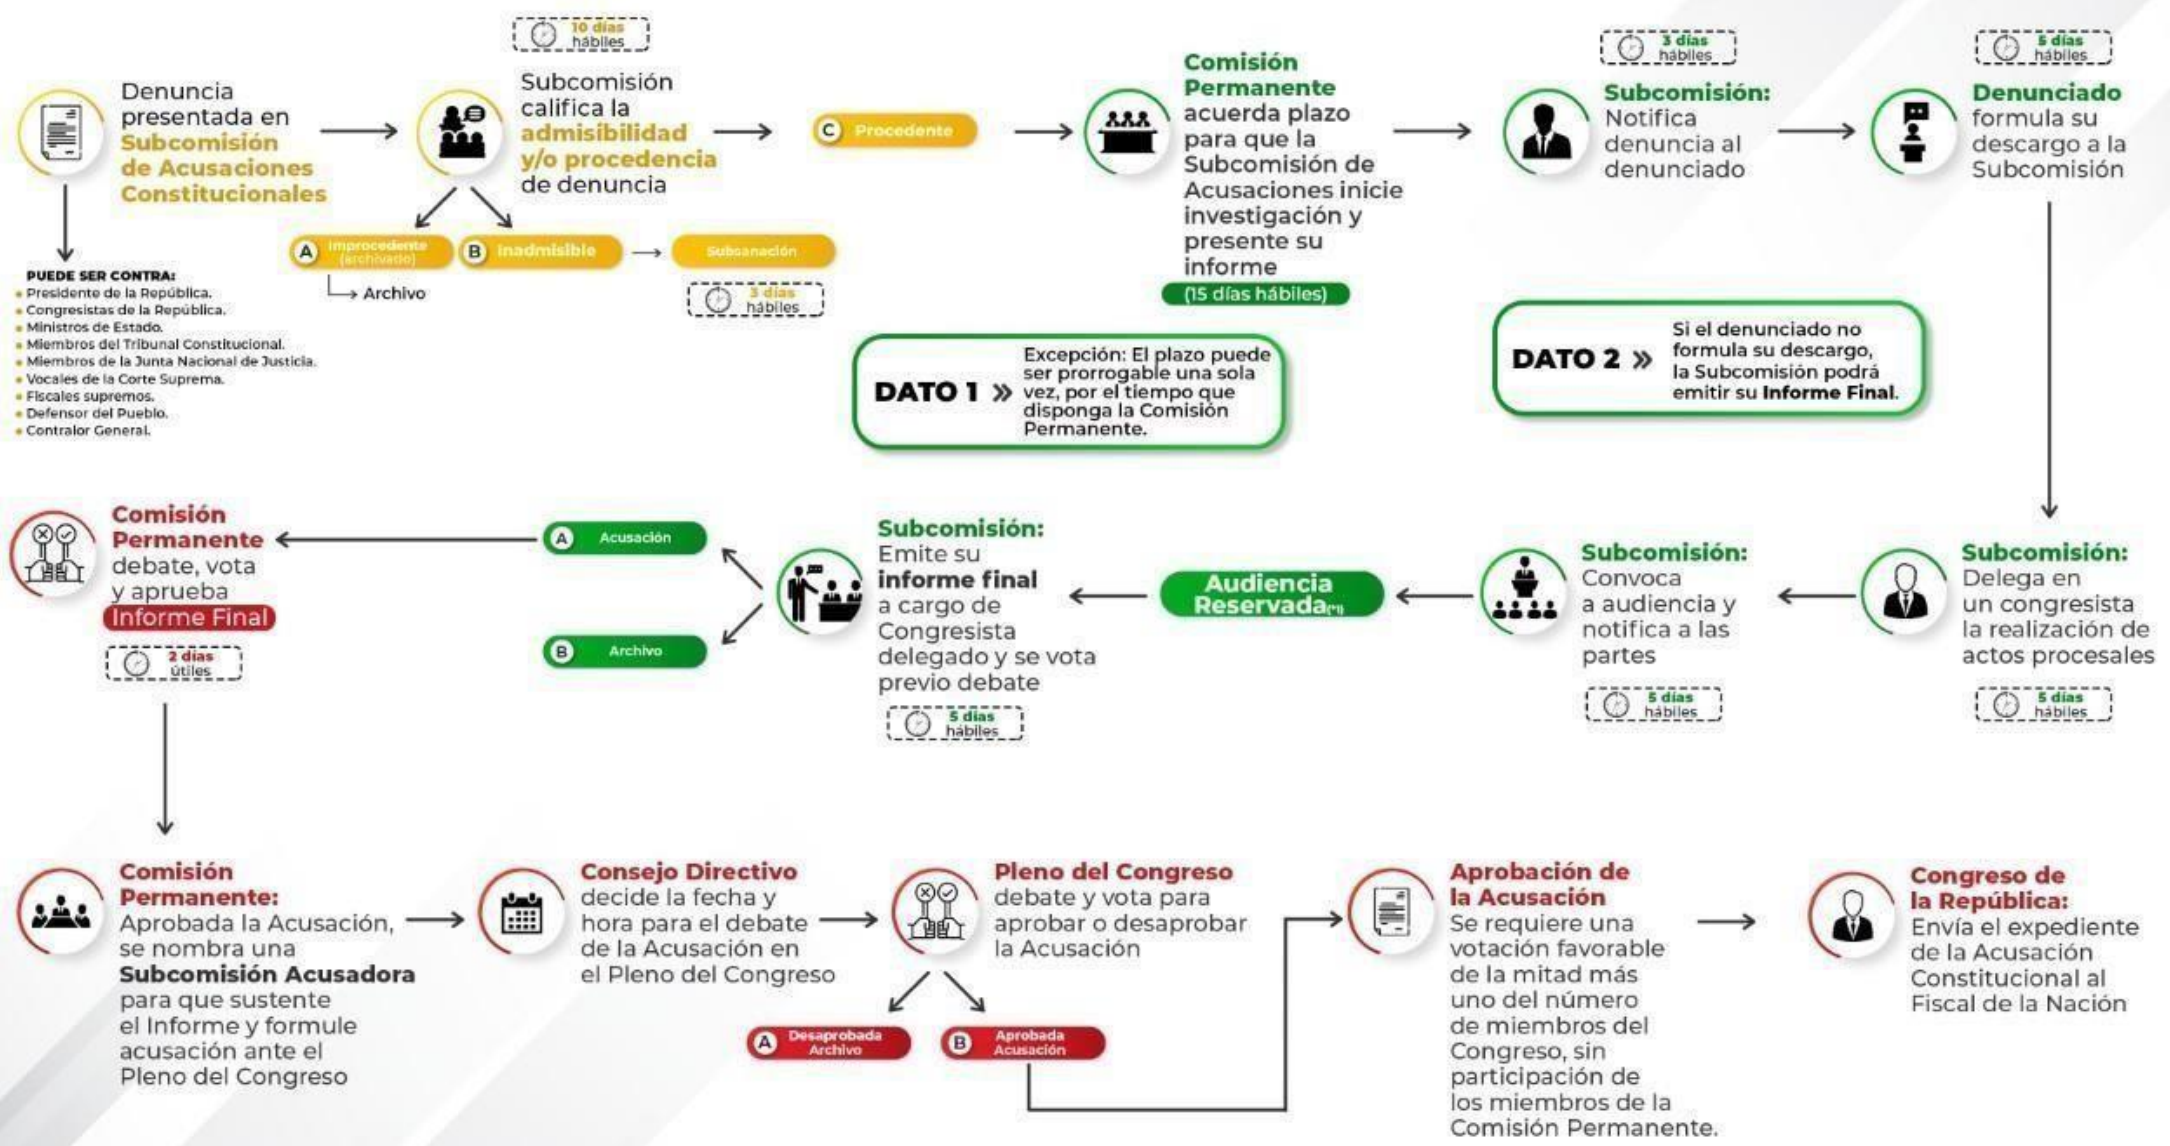 Denuncia
presentada en
Subcomisión
de Acusaciones
Constitucionales
PUEDE SER CONTRA:
Presidente de la República.
Congresistas de la República.
Ministros de Estado.
Miembros del Tribunal Constitucional.
Miembros de la Junta Nacional de Justicia.
Vocales de la Corte Suprema.
Fiscales supremos.
Defensor del Pueblo.
Contralor General.
10 días
hábiles
Subcomisión
califica la
admisibilidad
y/o procedencia
de denuncia
A Improcedente
(archivado)
Archivo
B Inadmisible
Subsanación
3 días
hábiles
C Procedente
Comisión
Permanente
acuerda plazo
para que la
Subcomisión de
Acusaciones inicie
investigación y
presente su
informe
(15 días hábiles)
DATO 1 »
Excepción: El plazo puede
ser prorrogable una sola
vez, por el tiempo que
disponga la Comisión
Permanente.
3 días
hábiles
Subcomisión:
Notifica
denuncia al
denunciado
5 días
hábiles
Denunciado
formula su
descargo a la
Subcomisión
DATO 2 »
Si el denunciado no
formula su descargo,
la Subcomisión podrá
emitir su Informe Final.
Subcomisión:
Delega en
un congresista
la realización de
actos procesales
5 días
hábiles
Subcomisión:
Convoca
a audiencia y
notifica a las
partes
5 días
hábiles
Audiencia
Reservada(*1)
Subcomisión:
Emite su
informe final
a cargo de
Congresista
delegado y se vota
previo debate
5 días
hábiles
A Acusación
B Archivo
Comisión
Permanente
debate, vota
y aprueba
Informe Final
2 días
útiles
Comisión
Permanente:
Aprobada la Acusación,
se nombra una
Subcomisión Acusadora
para que sustente
el Informe y formule
acusación ante el
Pleno del Congreso
Consejo Directivo
decide la fecha y
hora para el debate
de la Acusación en
el Pleno del Congreso
Pleno del Congreso
debate y vota para
aprobar o desaprobar
la Acusación
A Desaprobada
Archivo
B Aprobada
Acusación
Aprobación de
la Acusación
Se requiere una
votación favorable
de la mitad más
uno del número
de miembros del
Congreso, sin
participación de
los miembros de la
Comisión Permanente.
Congreso de
la República:
Envía el expediente
de la Acusación
Constitucional al
Fiscal de la Nación